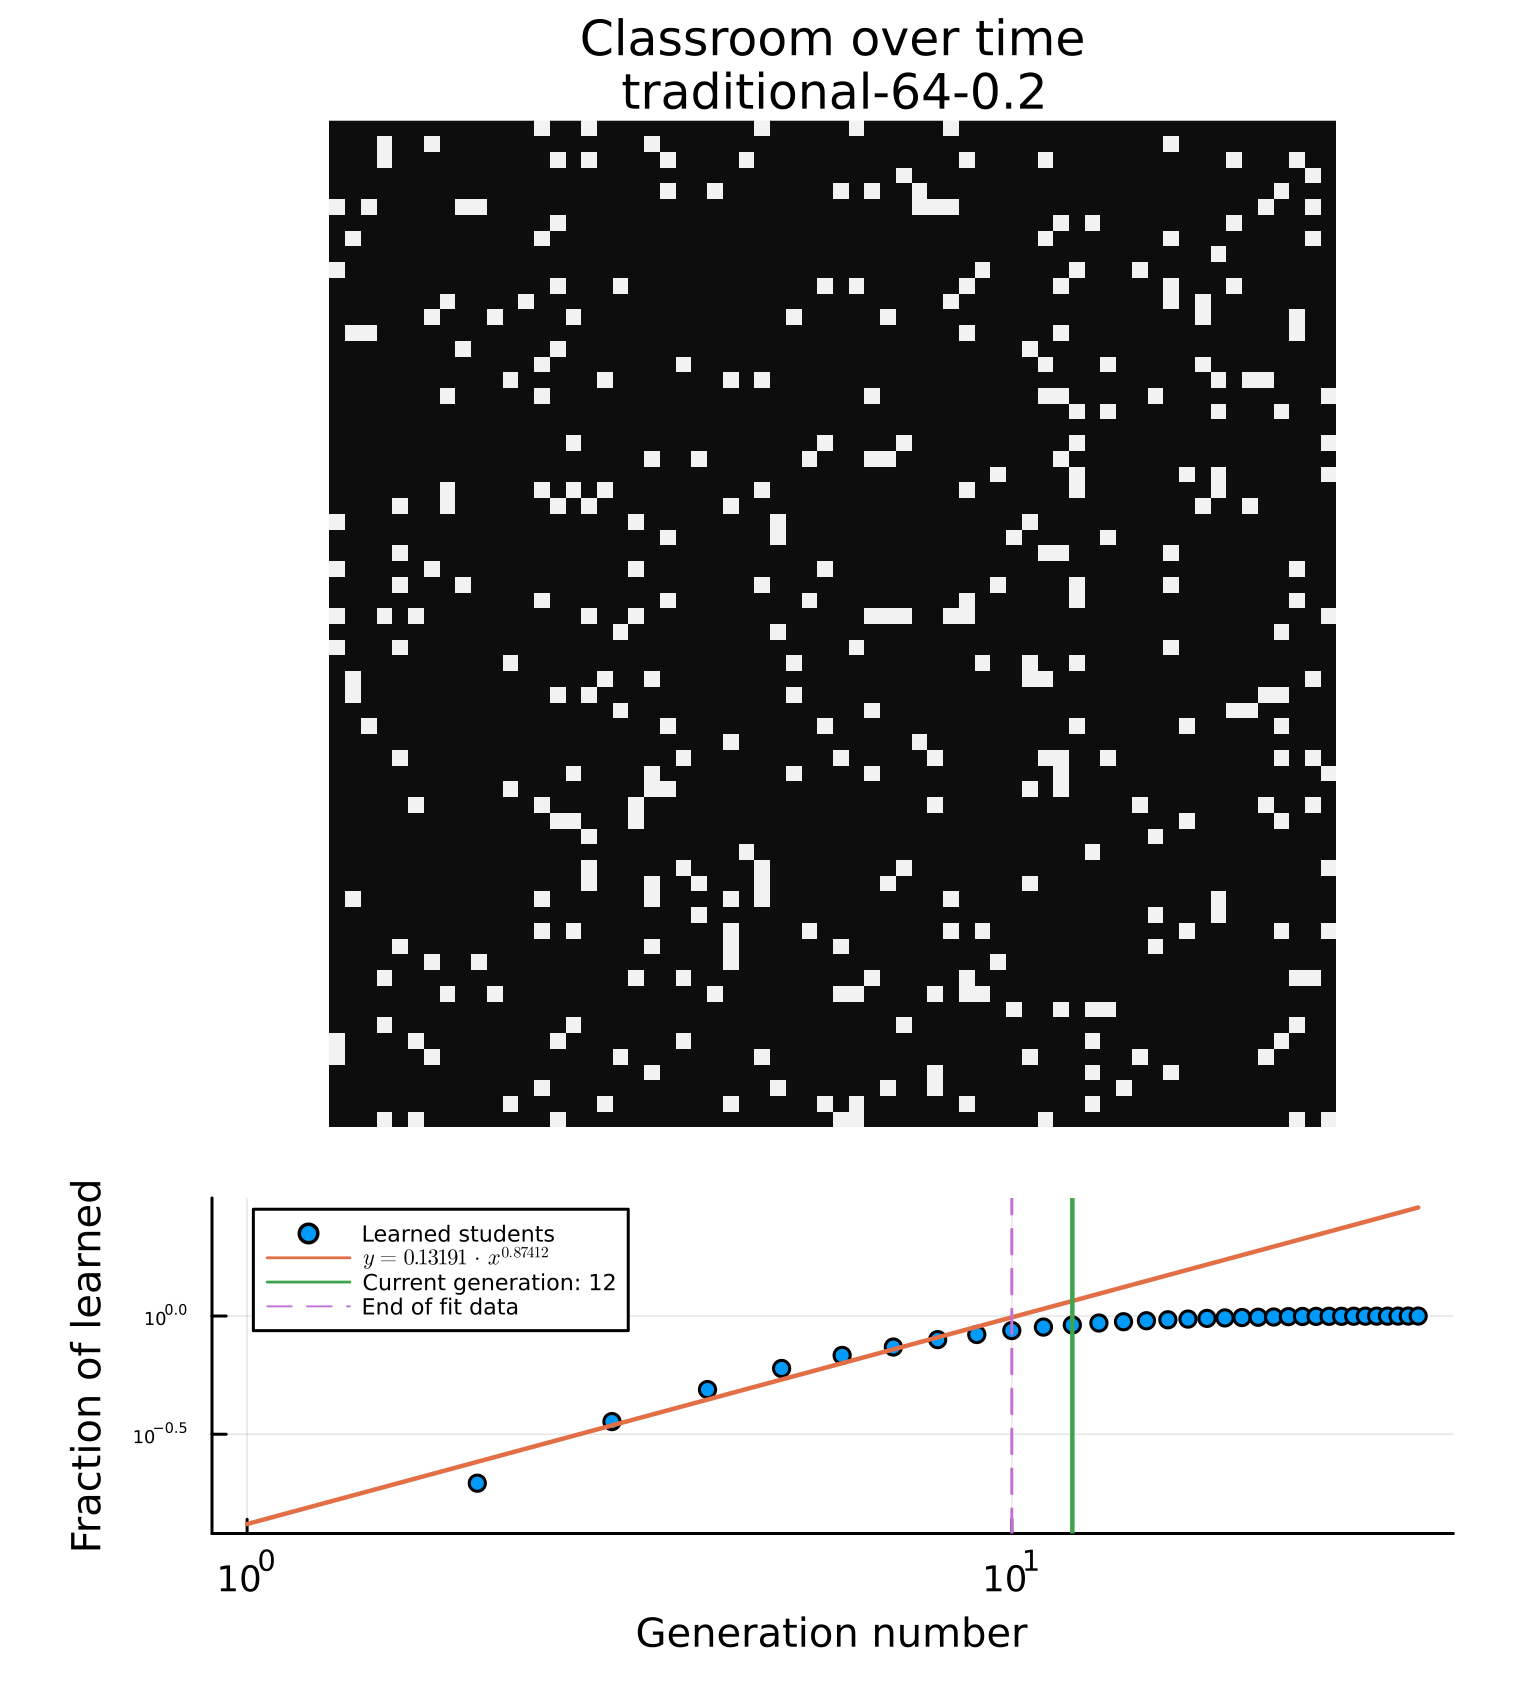 Classroom over time
traditional-64-0.2
Fraction of learned
Learned students
y = 0.13191 · x^0.87412
Current generation: 12
End of fit data
10^0.0
10^−0.5
10^0
10^1
Generation number